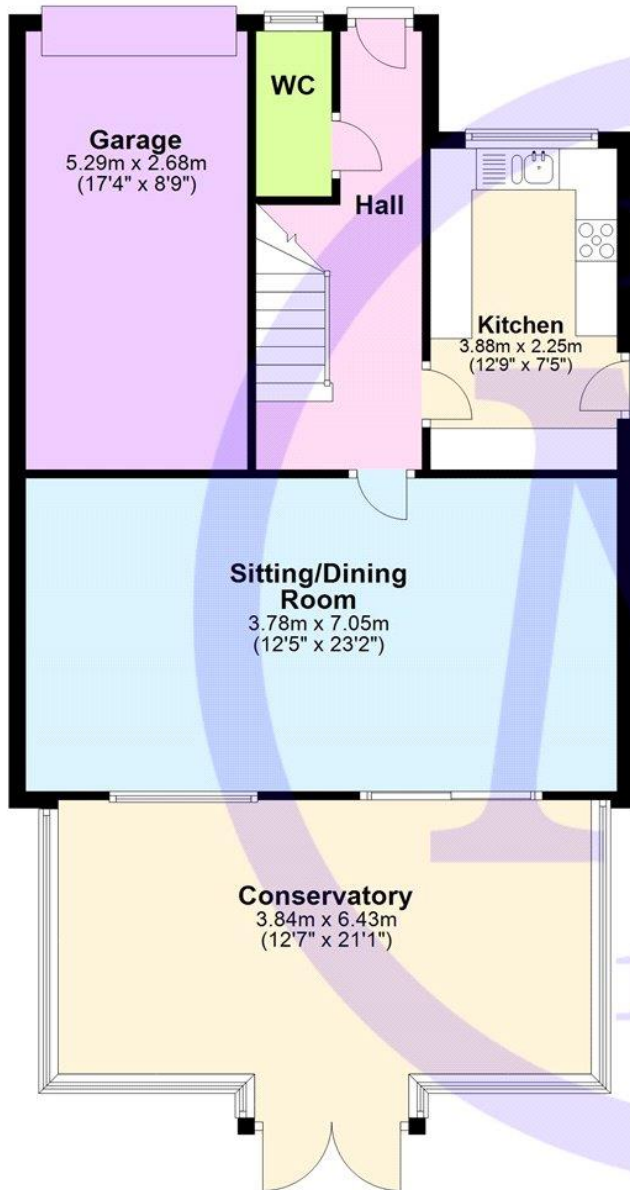 WC
Garage
5.29m x 2.68m
(17'4" x 8'9")
Hall
Kitchen
3.88m x 2.25m
(12'9" x 7'5")
Sitting/Dining
Room
3.78m x 7.05m
(12'5" x 23'2")
Conservatory
3.84m x 6.43m
(12'7" x 21'1")